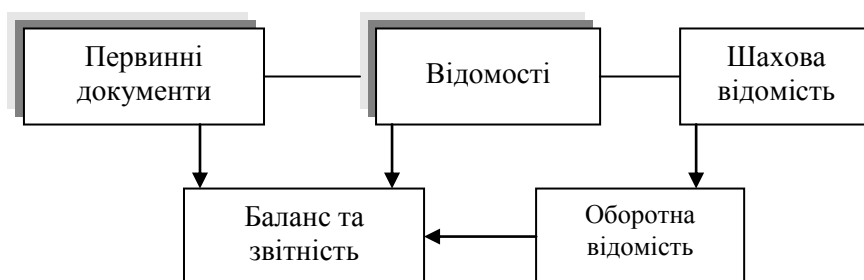 Первинні
документи
Відомості
Шахова
відомість
Баланс та
звітність
Оборотна
відомість